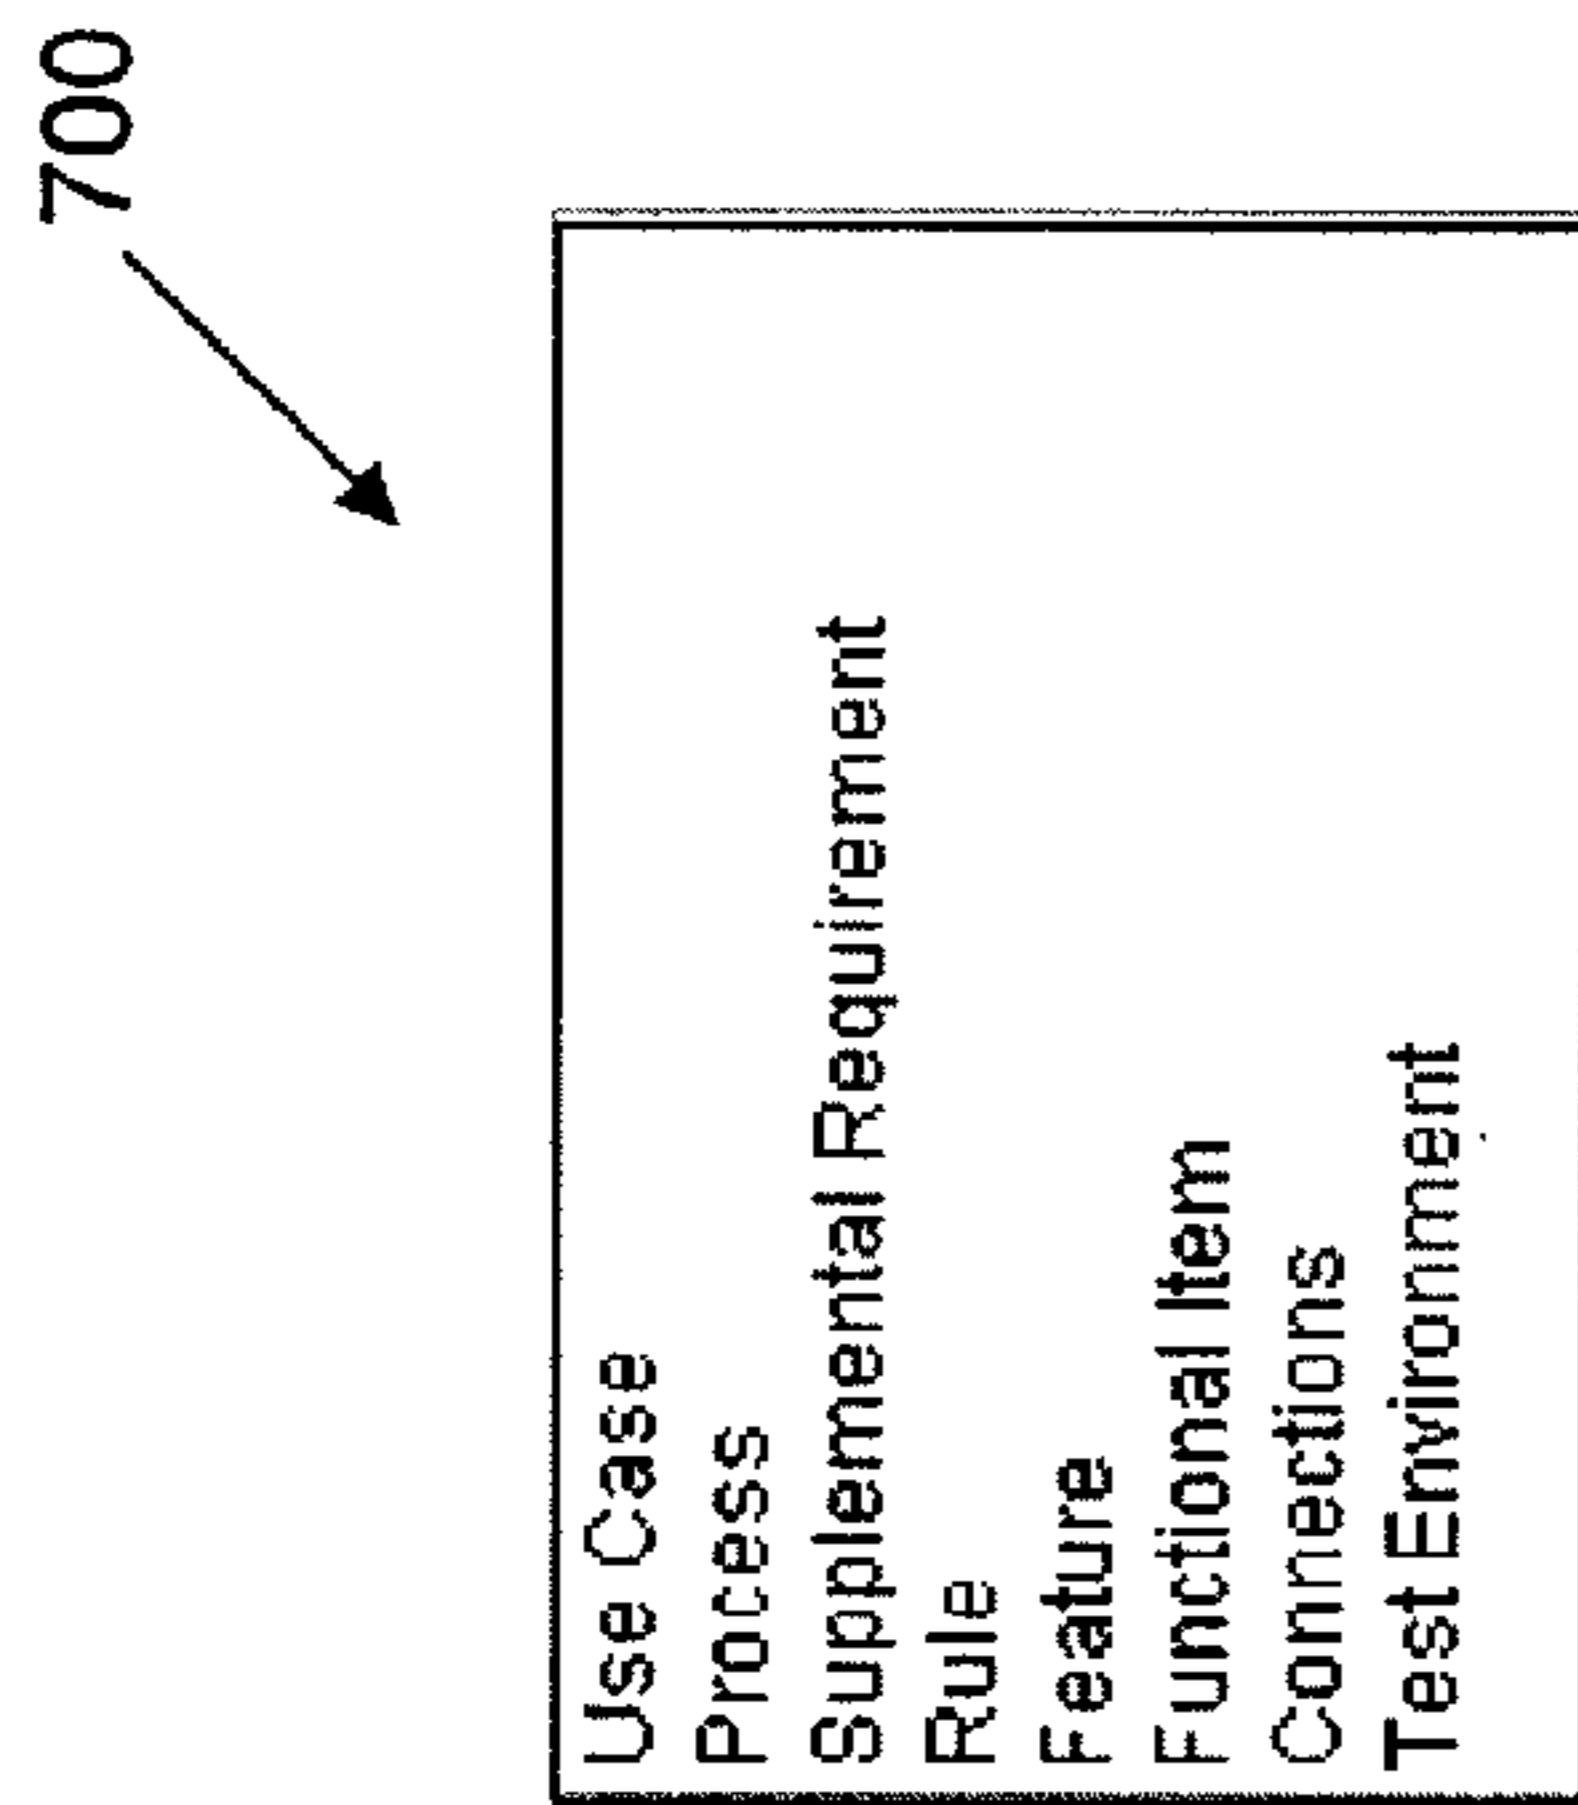 700
Use Case
Process
Supplemental Requirement
Rule
Feature
Functional Item
Connections
Test Environment